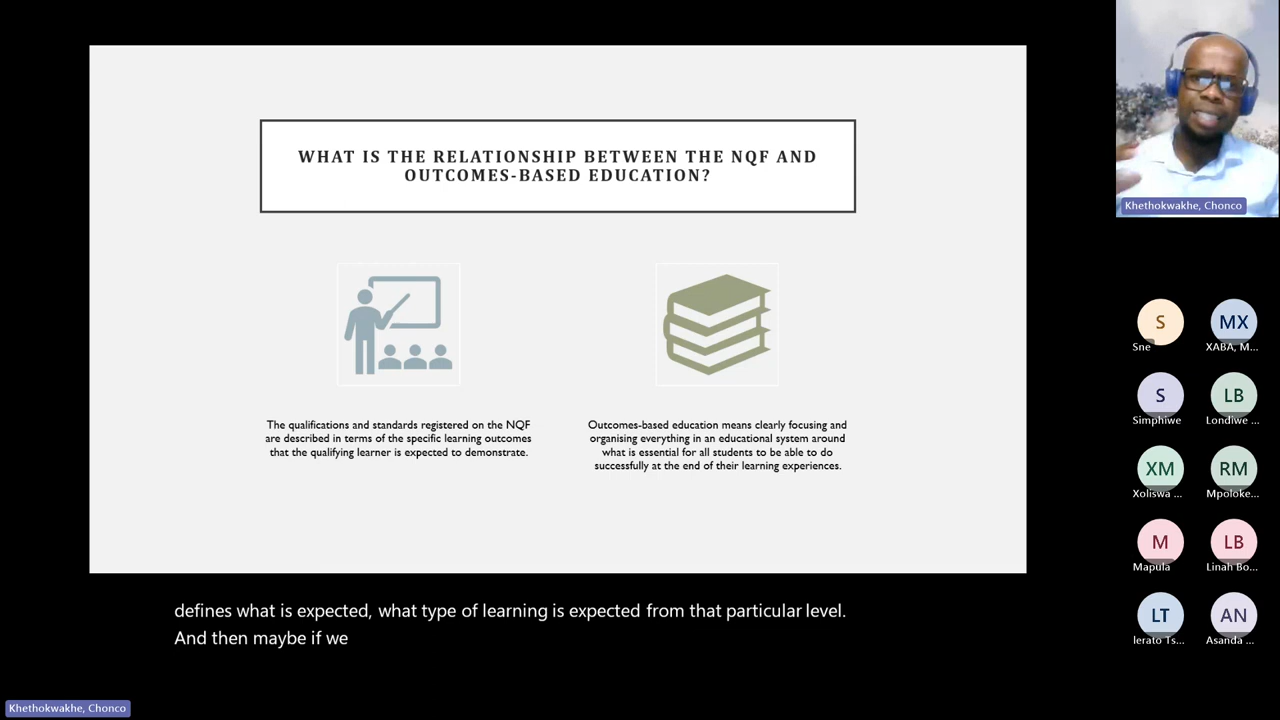 WHAT IS THE RELATIONSHIP BETWEEN THE NQF AND
OUTCOMES-BASED EDUCATION?
The qualifications and standards registered on the NQF
are described in terms of the specific learning outcomes
that the qualifying learner is expected to demonstrate.
Outcomes-based education means clearly focusing and
organising everything in an educational system around
what is essential for all students to be able to do
successfully at the end of their learning experiences.
defines what is expected, what type of learning is expected from that particular level.
And then maybe if we
Khethokwakhe, Chonco
Khethokwakhe, Chonco
S
MX
Sne
XABA, M...
S
LB
Simphiwe
Londiwe ...
XM
RM
Xoliswa ...
Mpoloke...
M
LB
Mapula
Linah Bo...
LT
AN
lerato Ts...
Asanda ...